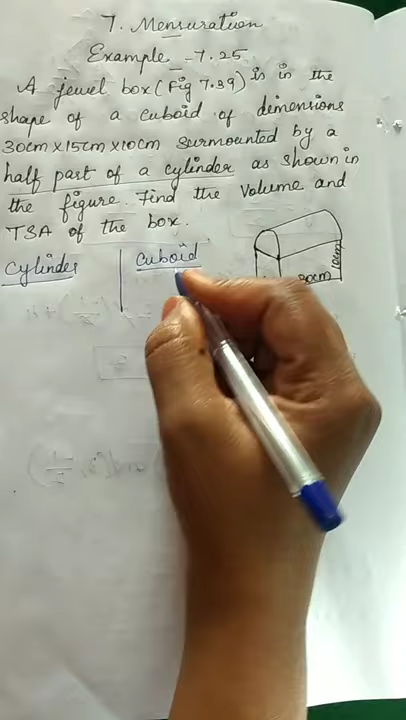 7. Mensuration
Example - 7.25
A jewel box (Fig 7.39) is in the
shape of a cuboid of dimensions
30cm x 15cm x 10cm surmounted by a
half part of a cylinder as shown in
the figure. Find the volume and
TSA of the box.
Cylinder
Cuboid
10cm
30cm